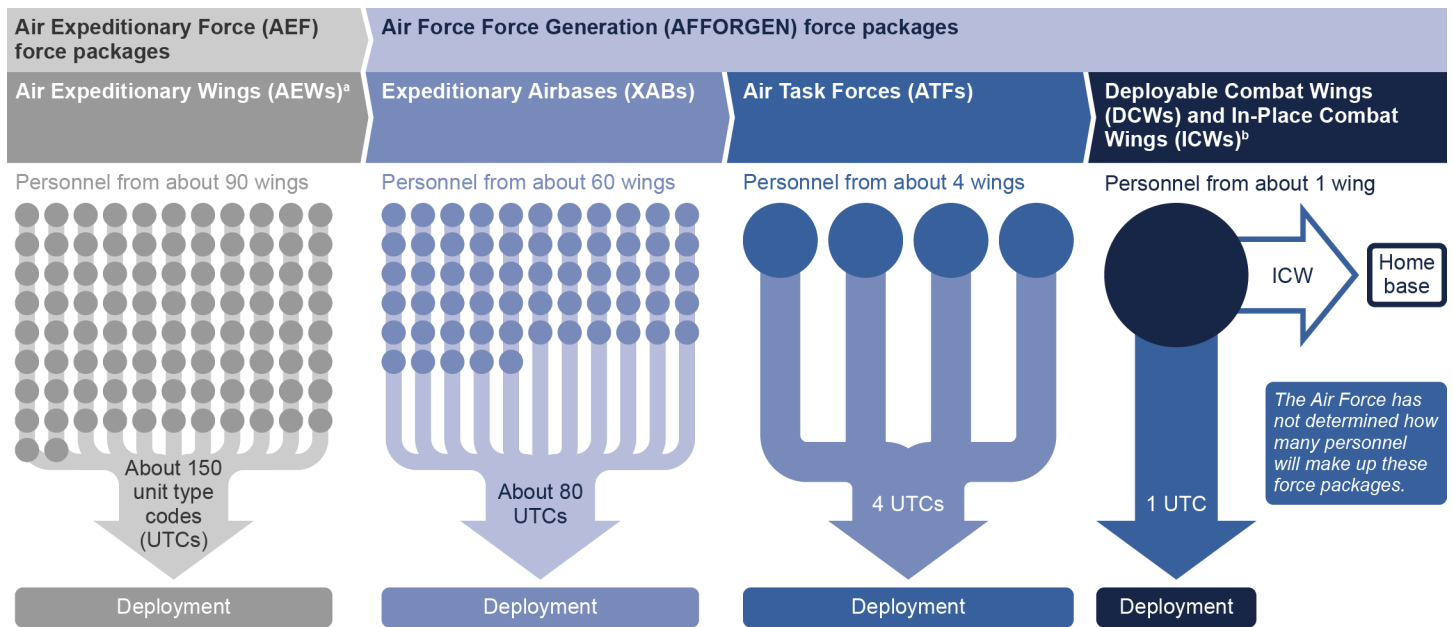 Air Expeditionary Force (AEF)
force packages
Air Force Force Generation (AFFORGEN) force packages
Air Expeditionary Wings (AEWs)a
Expeditionary Airbases (XABs)
Air Task Forces (ATFs)
Deployable Combat Wings
(DCWs) and In-Place Combat
Wings (ICWs)b
Personnel from about 90 wings
Personnel from about 60 wings
Personnel from about 4 wings
Personnel from about 1 wing
ICW
Home
base
The Air Force has
not determined how
many personnel
will make up these
force packages.
About 150
unit type
codes
(UTCs)
About 80
UTCs
4 UTCs
1 UTC
Deployment
Deployment
Deployment
Deployment